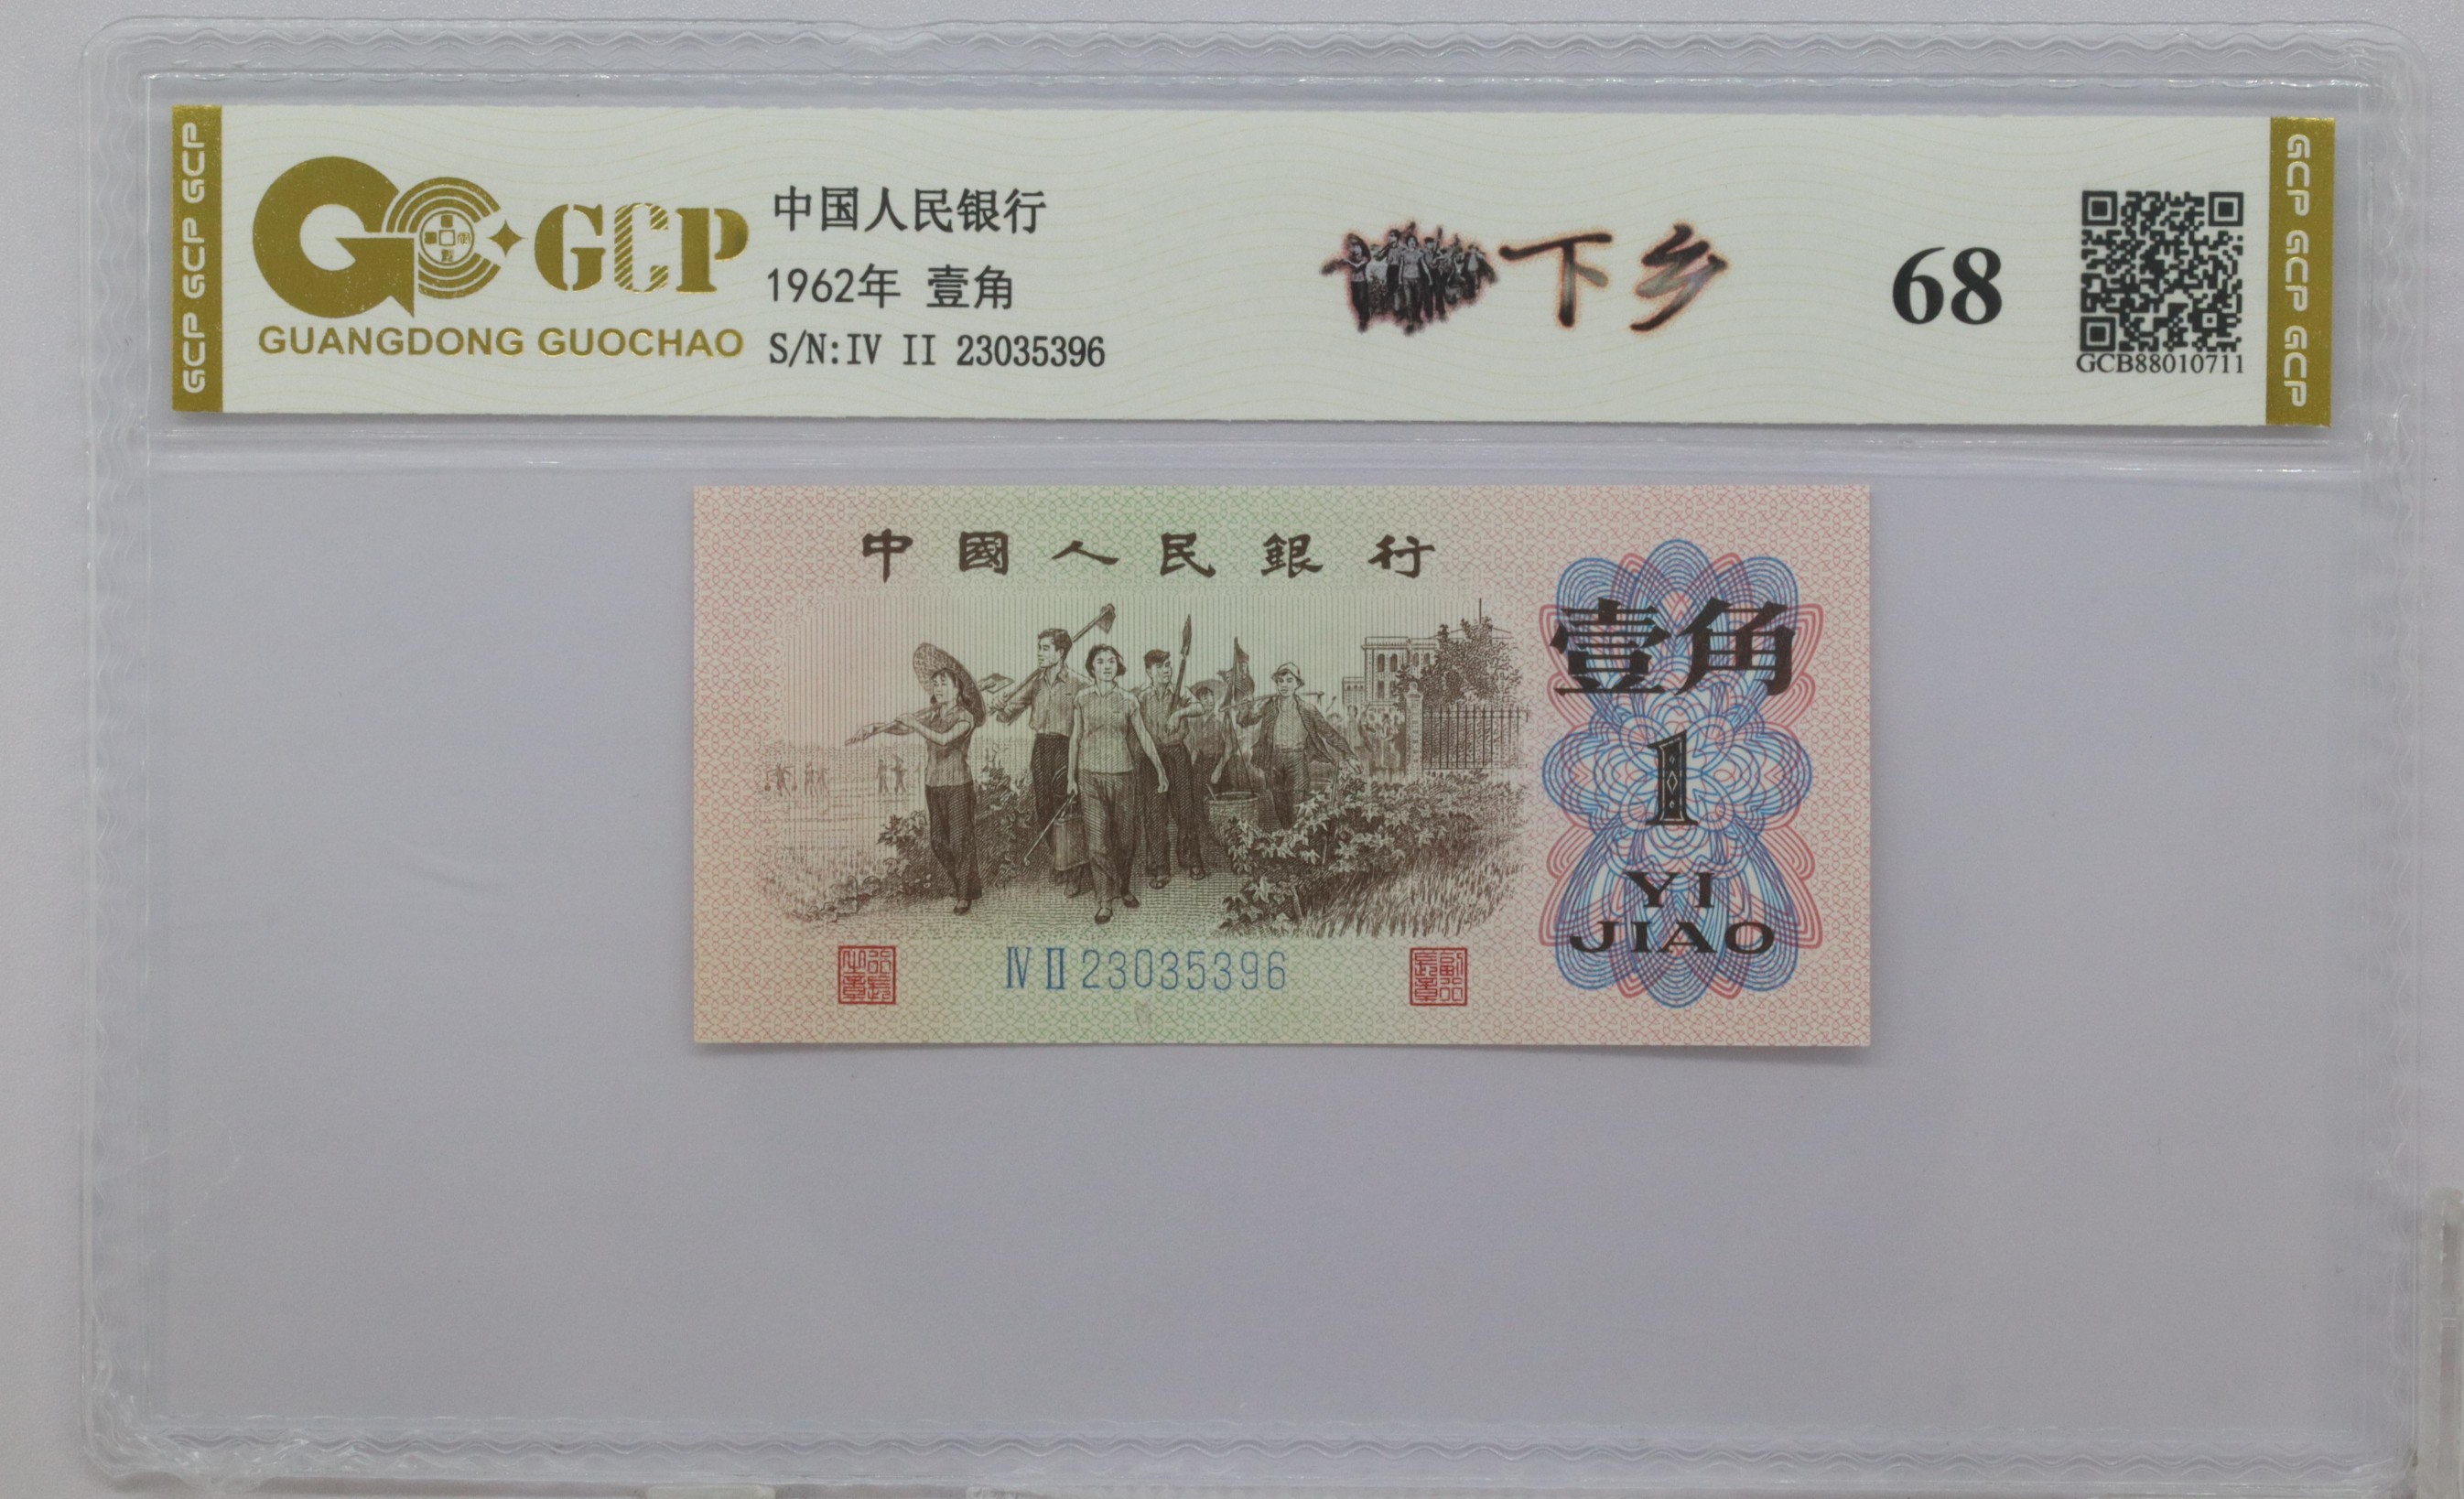 GCP GCP GCP
GCP
GUANGDONG GUOCHAO
中国人民银行
1962年 壹角
S/N:IV II 23035396
下乡
68
GCB88010711
GCP GCP GCP
中國人民銀行
壹角
1
YI
JIAO
Ⅳ Ⅱ 23035396